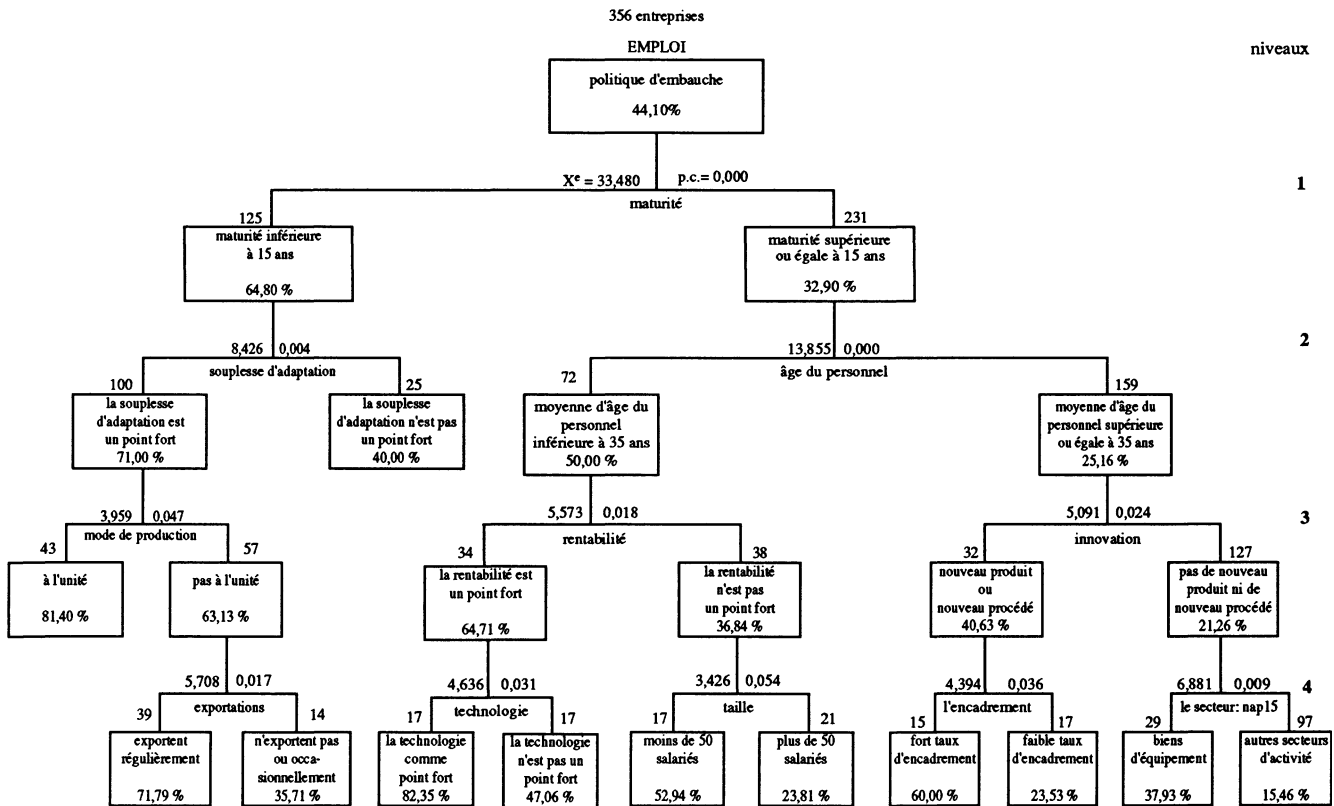 356 entreprises
EMPLOI
niveaux
politique d'embauche
44,10%
Xe = 33,480 p.c.= 0,000
1
maturité
125
231
maturité inférieure
à 15 ans
64,80 %
maturité supérieure
ou égale à 15 ans
32,90 %
2
8,426 0,004
souplesse d'adaptation
13,855 0,000
âge du personnel
100
25
72
159
la souplesse
d'adaptation est
un point fort
71,00 %
la souplesse
d'adaptation n'est pas
un point fort
40,00 %
moyenne d'âge du
personnel
inférieure à 35 ans
50,00 %
moyenne d'âge du
personnel supérieure
ou égale à 35 ans
25,16 %
3
3,959 0,047
mode de production
5,573 0,018
rentabilité
5,091 0,024
innovation
43
57
34
38
32
127
à l'unité
81,40 %
pas à l'unité
63,13 %
la rentabilité est
un point fort
64,71 %
la rentabilité
n'est pas
un point fort
36,84 %
nouveau produit
ou
nouveau procédé
40,63 %
pas de nouveau
produit ni de
nouveau procédé
21,26 %
4
5,708 0,017
exportations
4,636 0,031
technologie
3,426 0,054
taille
4,394 0,036
l'encadrement
6,881 0,009
le secteur: nap15
39
14
17
17
17
21
15
17
29
97
exportent
régulièrement
71,79 %
n'exportent pas
ou occa-
sionnellement
35,71 %
la technologie
comme
point fort
82,35 %
la technologie
n'est pas un
point fort
47,06 %
moins de 50
salariés
52,94 %
plus de 50
salariés
23,81 %
fort taux
d'encadrement
60,00 %
faible taux
d'encadrement
23,53 %
biens
d'équipement
37,93 %
autres secteurs
d'activité
15,46 %